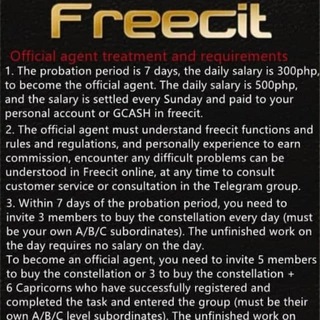 Freecit
Official agent treatment and requirements
1. The probation period is 7 days, the daily salary is 300php,
to become the official agent. The daily salary is 500php,
and the salary is settled every Sunday and paid to your
personal account or GCASH in freecit.
2. The official agent must understand freecit functions and
rules and regulations, and personally experience to earn
commission, encounter any difficult problems can be
understood in Freecit online, at any time to consult
customer service or consultation in the Telegram group.
3. Within 7 days of the probation period, you need to
invite 3 members to buy the constellation every day (must
be your own A/B/C subordinates). The unfinished work on
the day requires no salary on the day.
To become an official agent, you need to invite 5 members
to buy the constellation or 3 to buy the constellation +
6 Capricorns who have successfully registered and
completed the task and entered the group (must be their
own A/B/C level subordinates). The unfinished work on